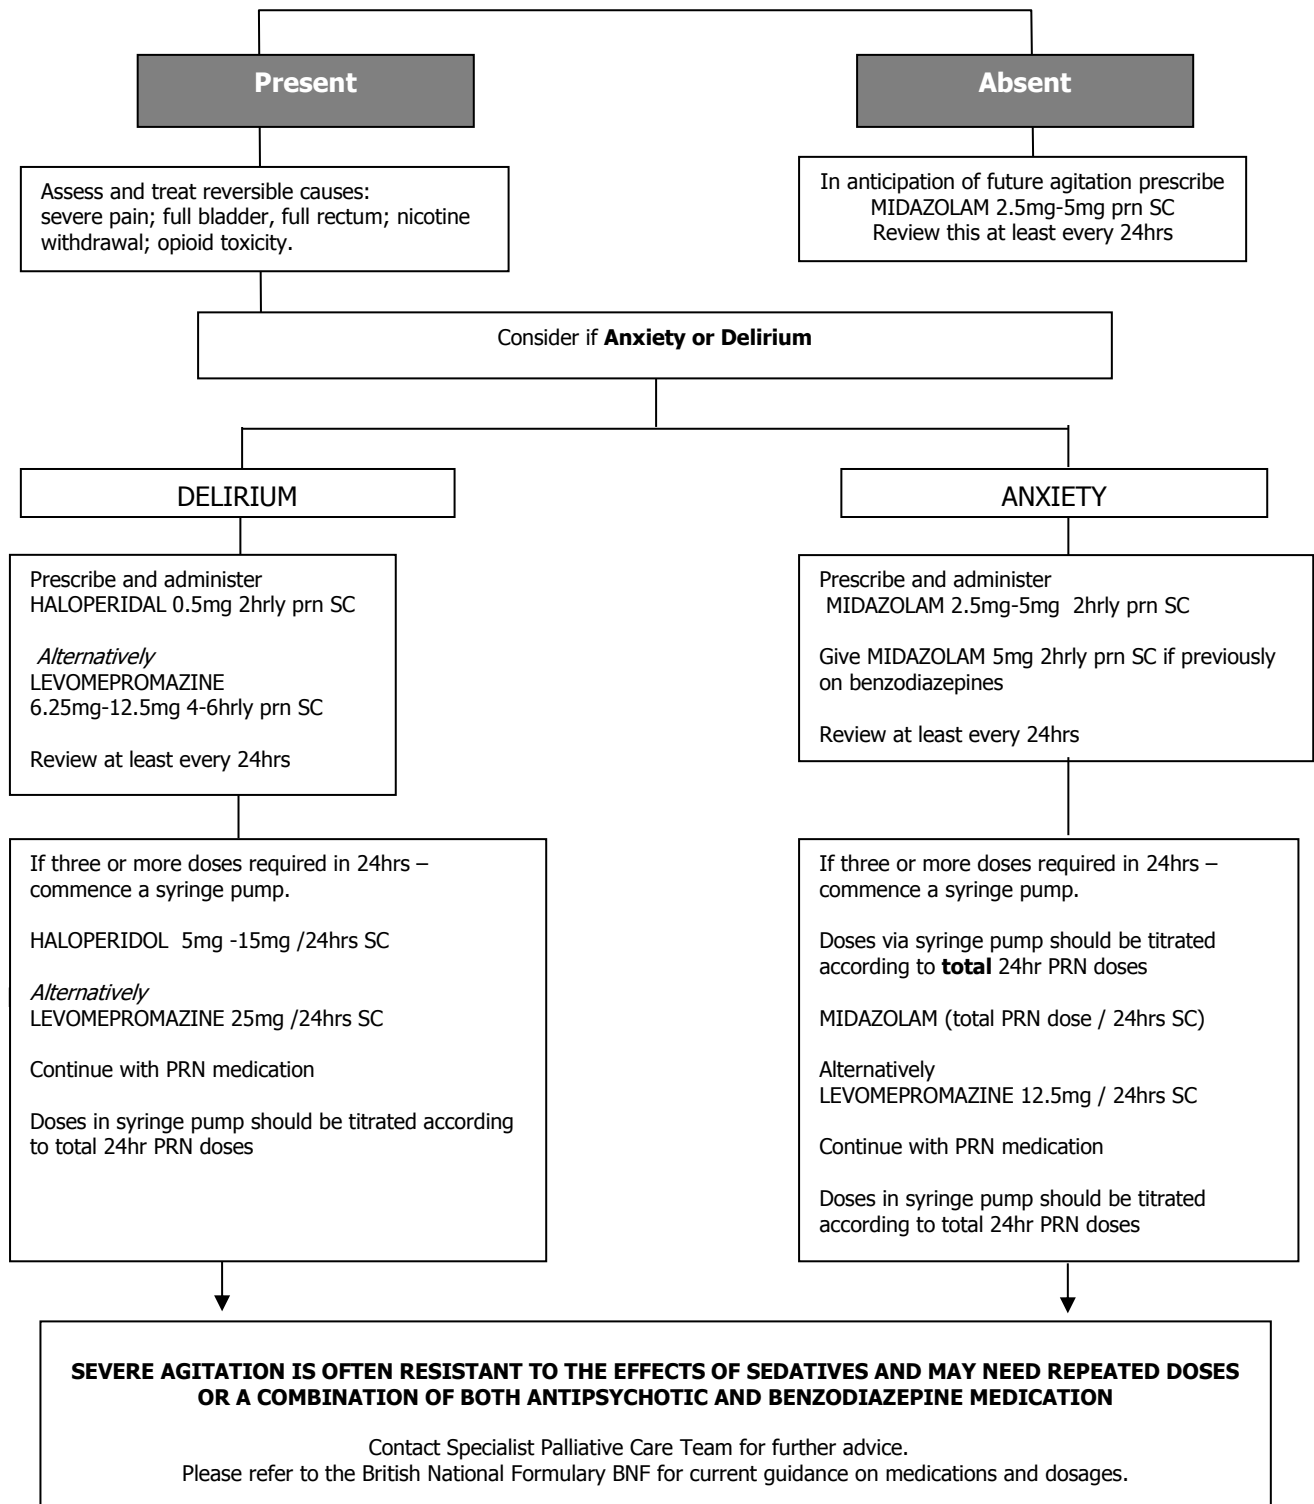 Present
Absent
Assess and treat reversible causes:
severe pain; full bladder, full rectum; nicotine
withdrawal; opioid toxicity.
In anticipation of future agitation prescribe
MIDAZOLAM 2.5mg-5mg prn SC
Review this at least every 24hrs
Consider if Anxiety or Delirium
DELIRIUM
ANXIETY
Prescribe and administer
HALOPERIDAL 0.5mg 2hrly prn SC
Alternatively
LEVOMEPROMAZINE
6.25mg-12.5mg 4-6hrly prn SC
Review at least every 24hrs
Prescribe and administer
MIDAZOLAM 2.5mg-5mg 2hrly prn SC
Give MIDAZOLAM 5mg 2hrly prn SC if previously
on benzodiazepines
Review at least every 24hrs
If three or more doses required in 24hrs –
commence a syringe pump.
HALOPERIDOL 5mg -15mg /24hrs SC
Alternatively
LEVOMEPROMAZINE 25mg /24hrs SC
Continue with PRN medication
Doses in syringe pump should be titrated according
to total 24hr PRN doses
If three or more doses required in 24hrs –
commence a syringe pump.
Doses via syringe pump should be titrated
according to total 24hr PRN doses
MIDAZOLAM (total PRN dose / 24hrs SC)
Alternatively
LEVOMEPROMAZINE 12.5mg / 24hrs SC
Continue with PRN medication
Doses in syringe pump should be titrated
according to total 24hr PRN doses
SEVERE AGITATION IS OFTEN RESISTANT TO THE EFFECTS OF SEDATIVES AND MAY NEED REPEATED DOSES
OR A COMBINATION OF BOTH ANTIPSYCHOTIC AND BENZODIAZEPINE MEDICATION
Contact Specialist Palliative Care Team for further advice.
Please refer to the British National Formulary BNF for current guidance on medications and dosages.